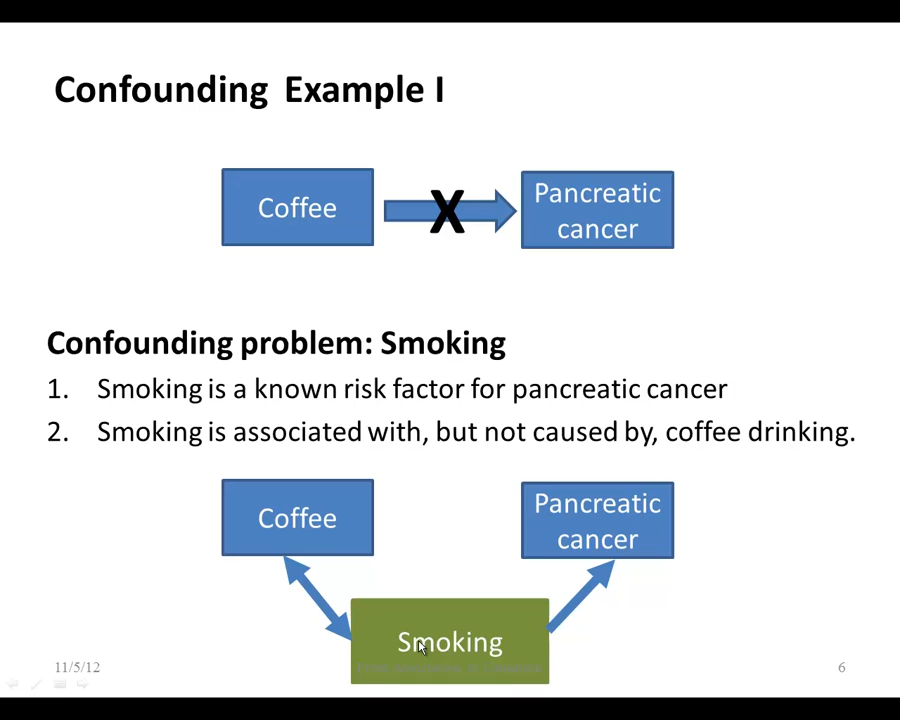 Confounding Example I
Coffee
X
Pancreatic
cancer
Confounding problem: Smoking
1. Smoking is a known risk factor for pancreatic cancer
2. Smoking is associated with, but not caused by, coffee drinking.
Coffee
Pancreatic
cancer
Smoking
11/5/12
6